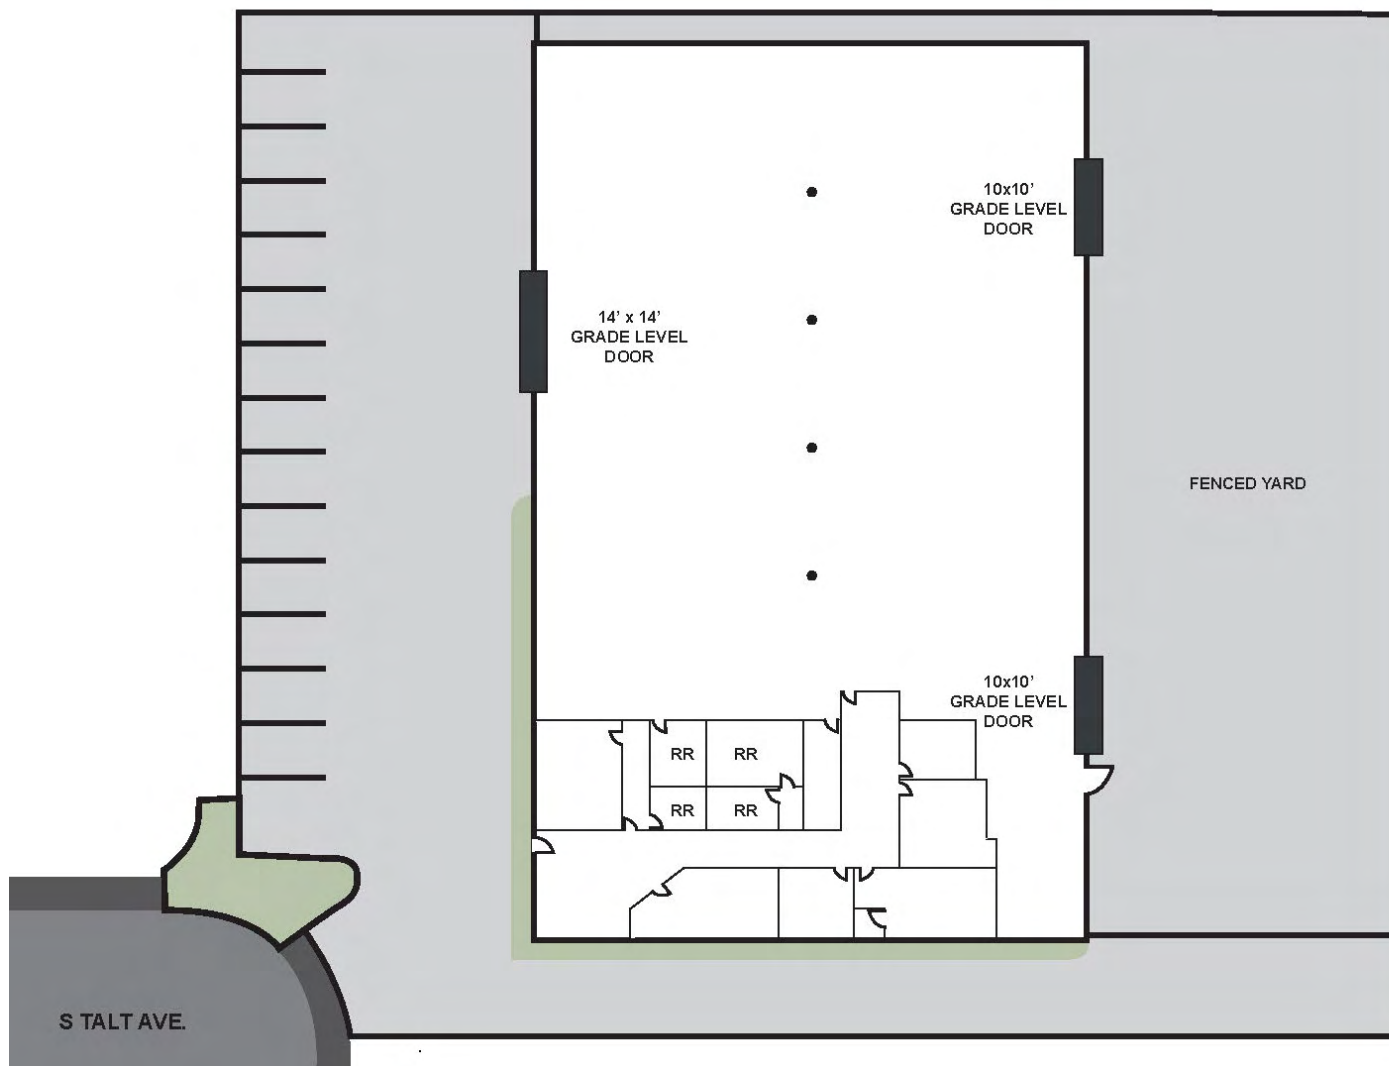 10x10’
GRADE LEVEL
DOOR
14’ x 14’
GRADE LEVEL
DOOR
FENCED YARD
10x10’
GRADE LEVEL
DOOR
RR
RR
RR
RR
S TALT AVE.